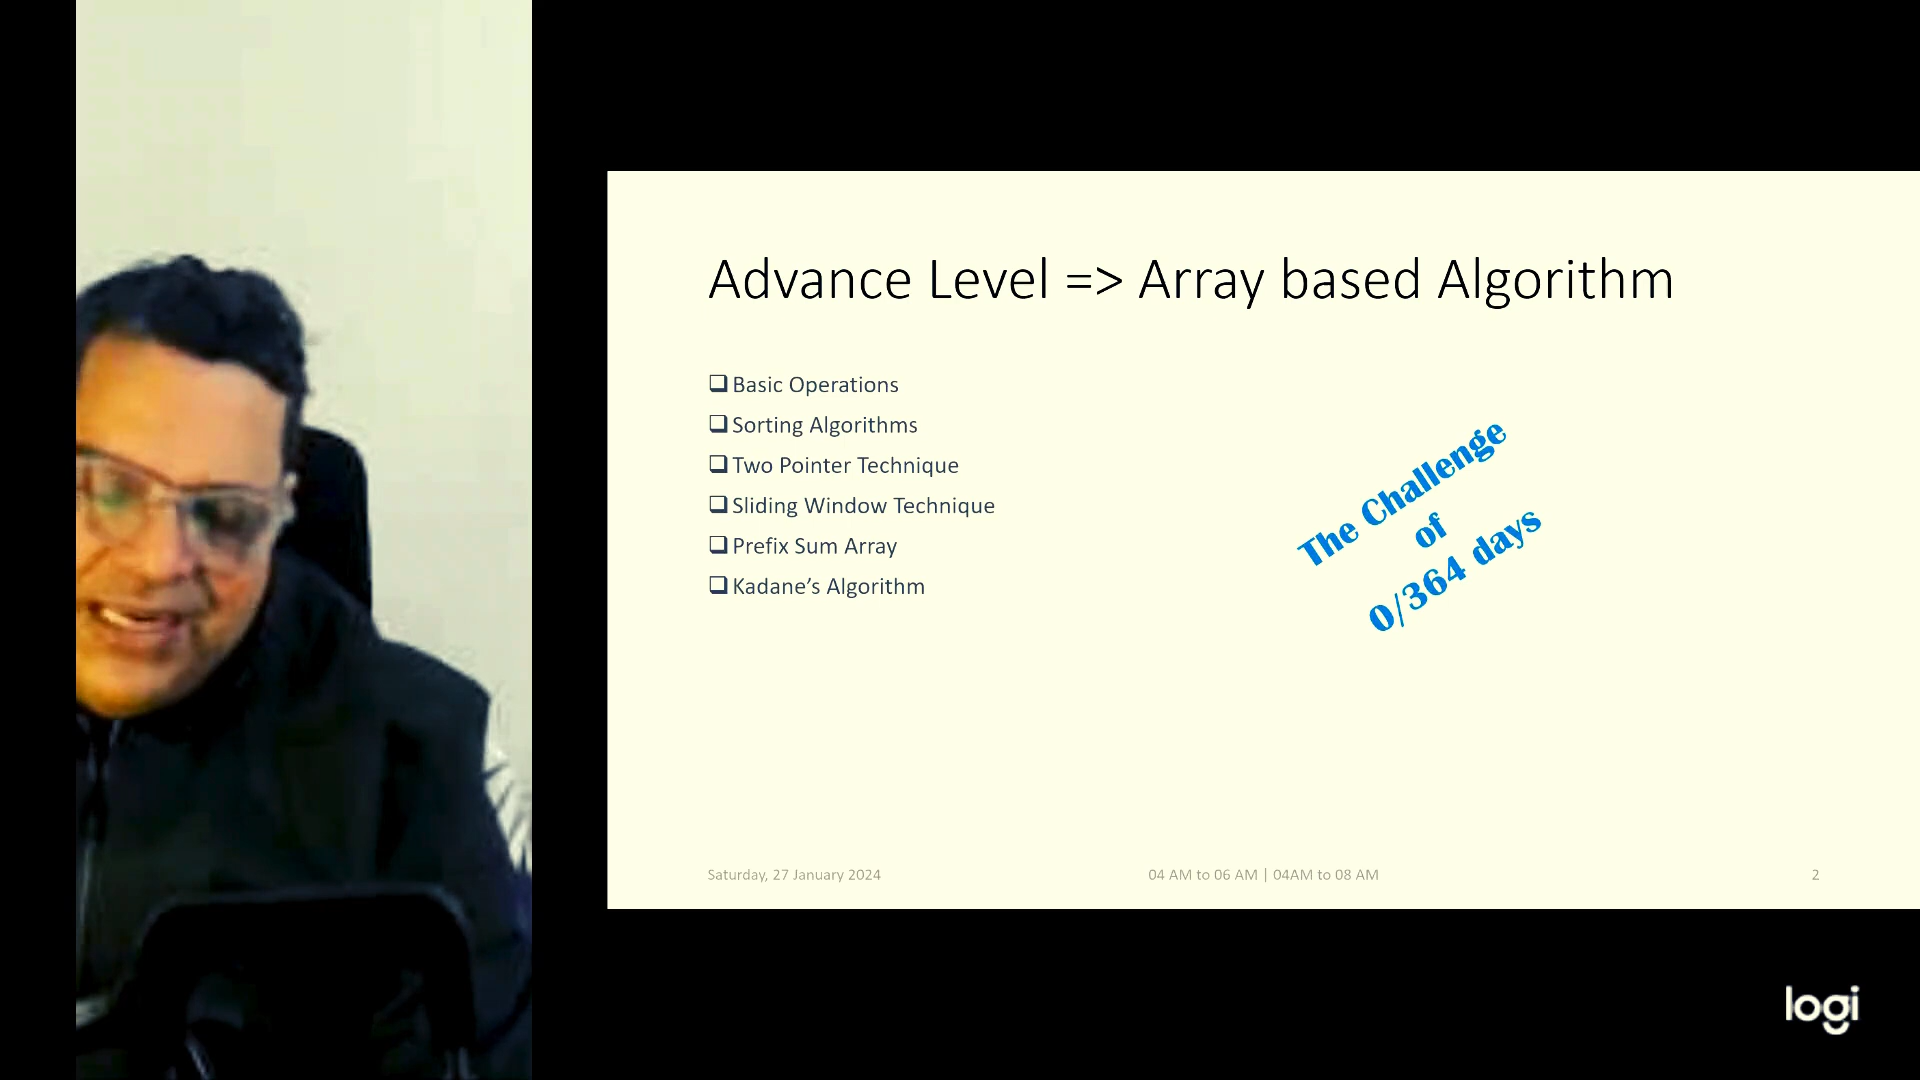 Advance Level => Array based Algorithm
Basic Operations
Sorting Algorithms
Two Pointer Technique
Sliding Window Technique
Prefix Sum Array
Kadane’s Algorithm
The Challenge
of
0/364 days
Saturday, 27 January 2024
04 AM to 06 AM | 04AM to 08 AM
2
logi